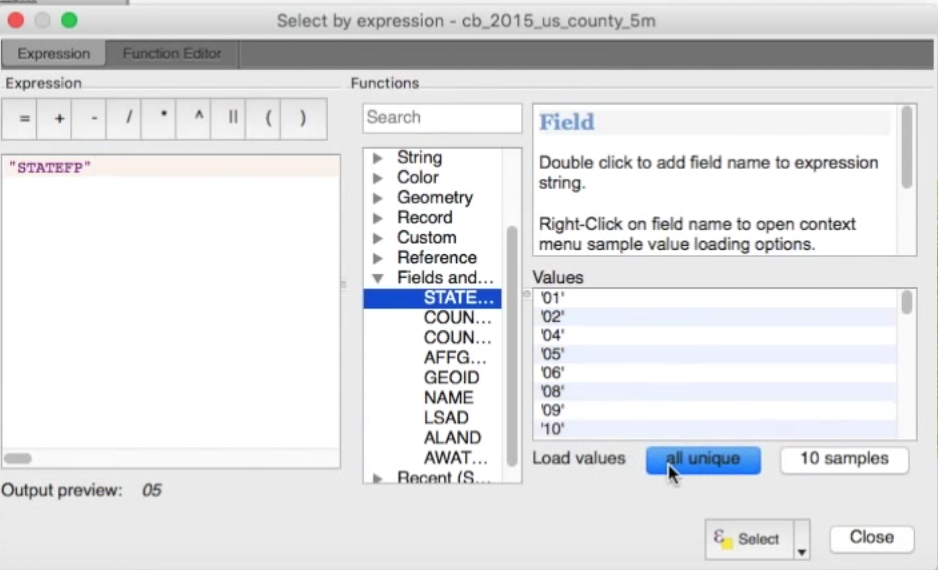 Select by expression - cb_2015_us_county_5m
Expression Function Editor
Expression
= + - / * ^ || ( )
"STATEFP"
Output preview: 05
Functions
Search
String
Color
Geometry
Record
Custom
Reference
Fields and...
STATE...
COUN...
COUN...
AFFG...
GEOID
NAME
LSAD
ALAND
AWAT...
Recent (S...
Field
Double click to add field name to expression
string.
Right-Click on field name to open context
menu sample value loading options.
Values
'01'
'02'
'04'
'05'
'06'
'08'
'09'
'10'
Load values all unique 10 samples
ε Select Close